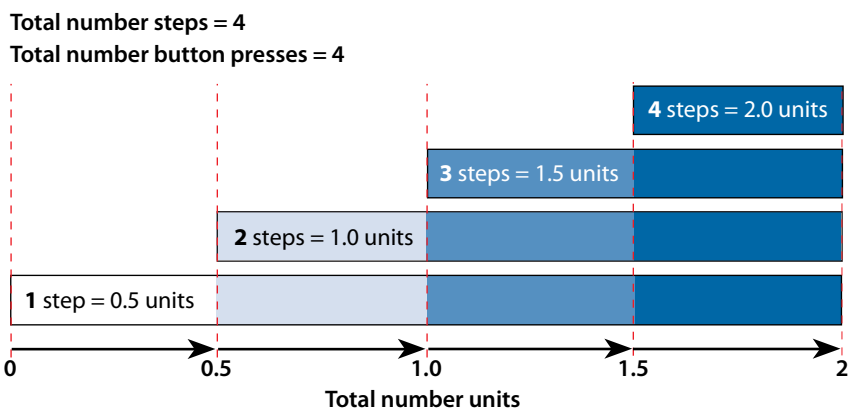 Total number steps = 4
Total number button presses = 4
4 steps = 2.0 units
3 steps = 1.5 units
2 steps = 1.0 units
1 step = 0.5 units
0 0.5 1.0 1.5 2
Total number units